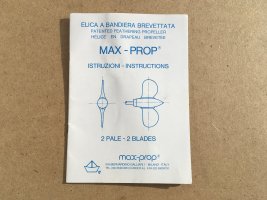 ELICA A BANDIERA BREVETTATA
PATENTED FEATHERING PROPELLER
HELICE EN DRAPEAU BREVETEE
MAX - PROP®
ISTRUZIONI - INSTRUCTIONS
2 PALE - 2 BLADES
max-prop®